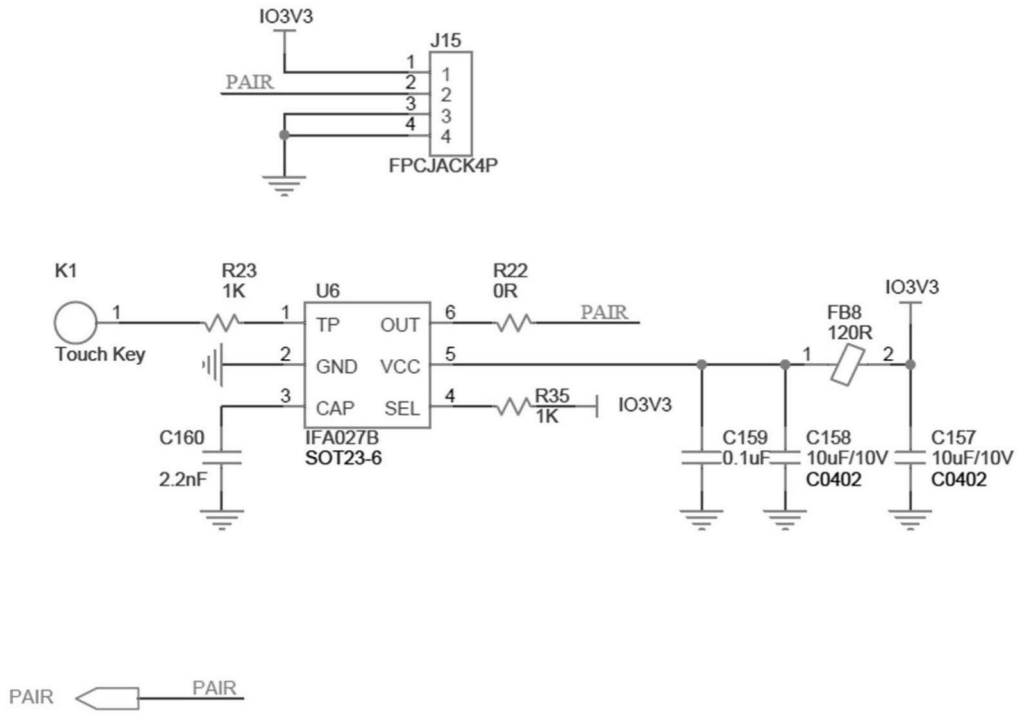 IO3V3
J15
1
1
PAIR
2
2
3
3
4
4
FPCJACK4P
K1
R23
1K
U6
R22
0R
IO3V3
FB8
120R
1
1
TP
OUT
6
PAIR
Touch Key
2
GND
VCC
5
1
2
3
CAP
SEL
4
R35
1K
IO3V3
C160
2.2nF
IFA027B
SOT23-6
C159
0.1uF
C158
10uF/10V
C0402
C157
10uF/10V
C0402
PAIR
PAIR